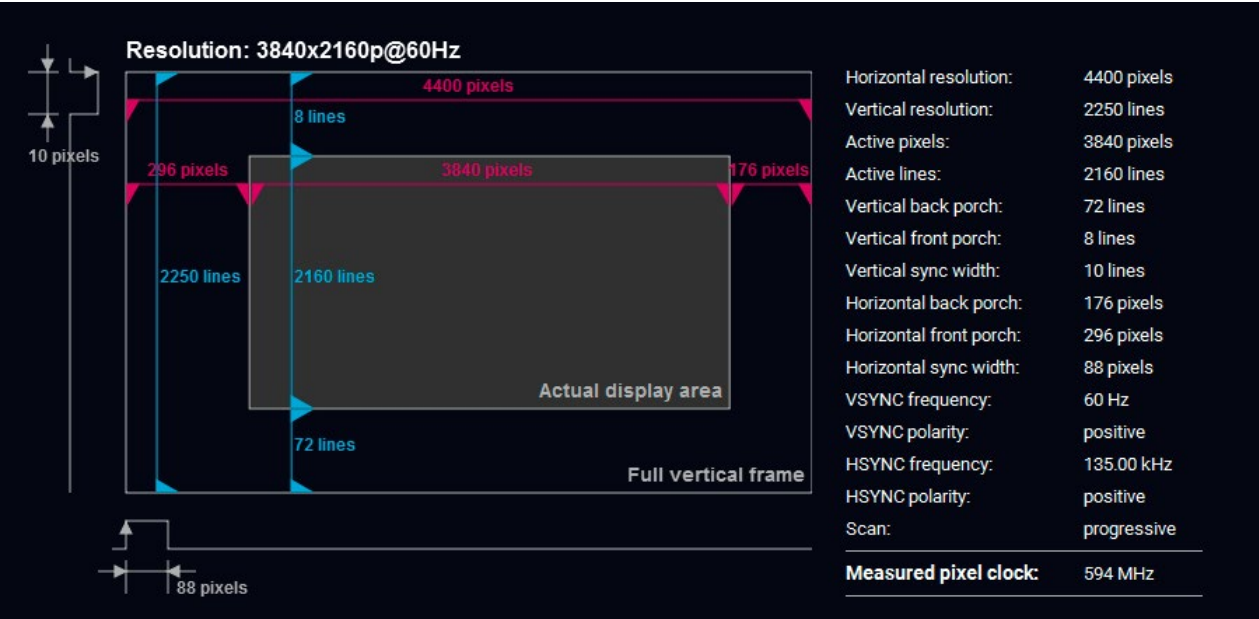 Resolution: 3840x2160p@60Hz
4400 pixels
8 lines
10 pixels
296 pixels
3840 pixels
176 pixels
2250 lines
2160 lines
Actual display area
72 lines
Full vertical frame
88 pixels
Horizontal resolution: 4400 pixels
Vertical resolution: 2250 lines
Active pixels: 3840 pixels
Active lines: 2160 lines
Vertical back porch: 72 lines
Vertical front porch: 8 lines
Vertical sync width: 10 lines
Horizontal back porch: 176 pixels
Horizontal front porch: 296 pixels
Horizontal sync width: 88 pixels
VSYNC frequency: 60 Hz
VSYNC polarity: positive
HSYNC frequency: 135.00 kHz
HSYNC polarity: positive
Scan: progressive
Measured pixel clock: 594 MHz